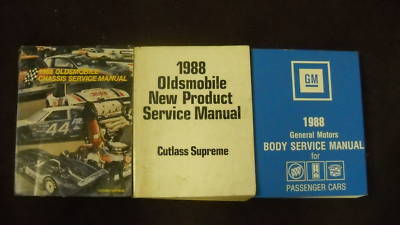 1988 OLDSMOBILE
CHASSIS SERVICE MANUAL
44
1988
Oldsmobile
New Product
Service Manual
Cutlass Supreme
GM
1988
General Motors
BODY SERVICE MANUAL
for
PASSENGER CARS